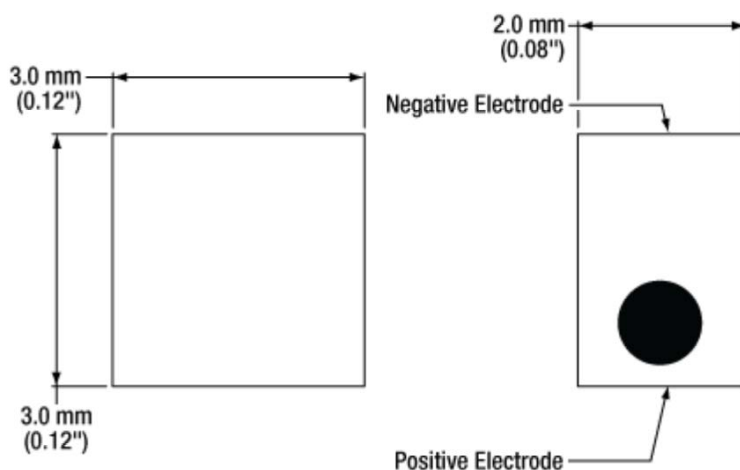 2.0 mm
(0.08")
3.0 mm
(0.12")
Negative Electrode
3.0 mm
(0.12")
Positive Electrode